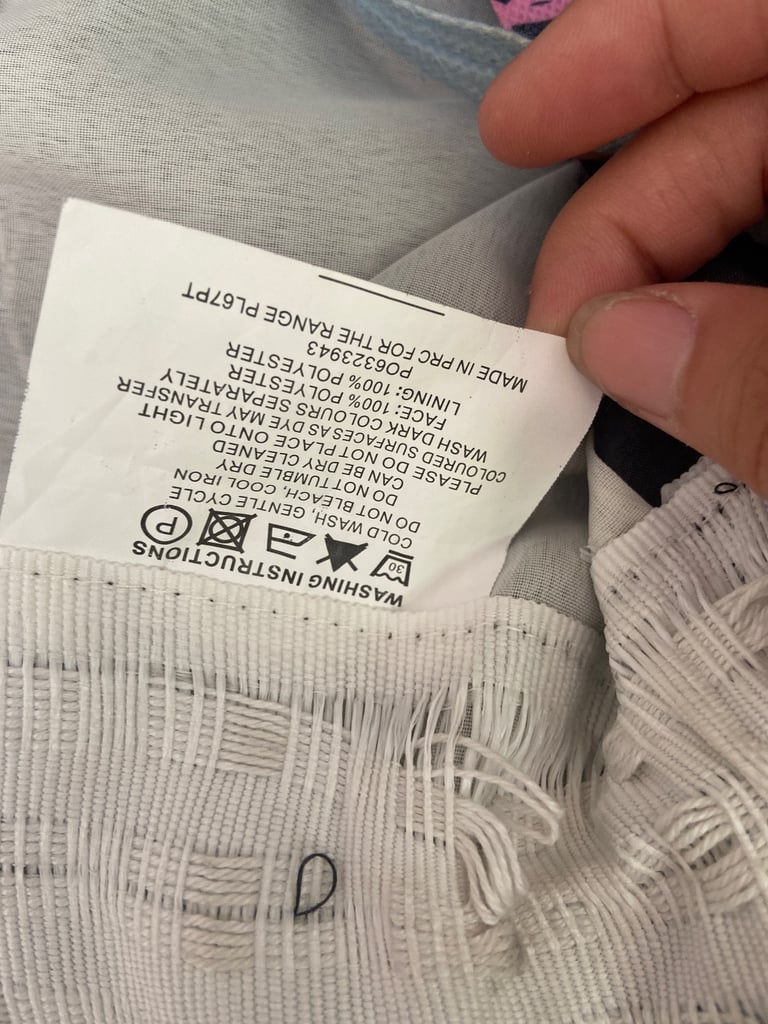 WASHING INSTRUCTIONS
30
P
COLD WASH, GENTLE CYCLE
DO NOT BLEACH, COOL IRON
DO NOT TUMBLE DRY
CAN BE DRY CLEANED
PLEASE DO NOT PLACE ONTO LIGHT
COLOURED SURFACES AS DYE MAY TRANSFER
WASH DARK COLOURS SEPARATELY
FACE: 100% POLYESTER
LINING: 100% POLYESTER
PO6323943
MADE IN PRC FOR THE RANGE PL67PT